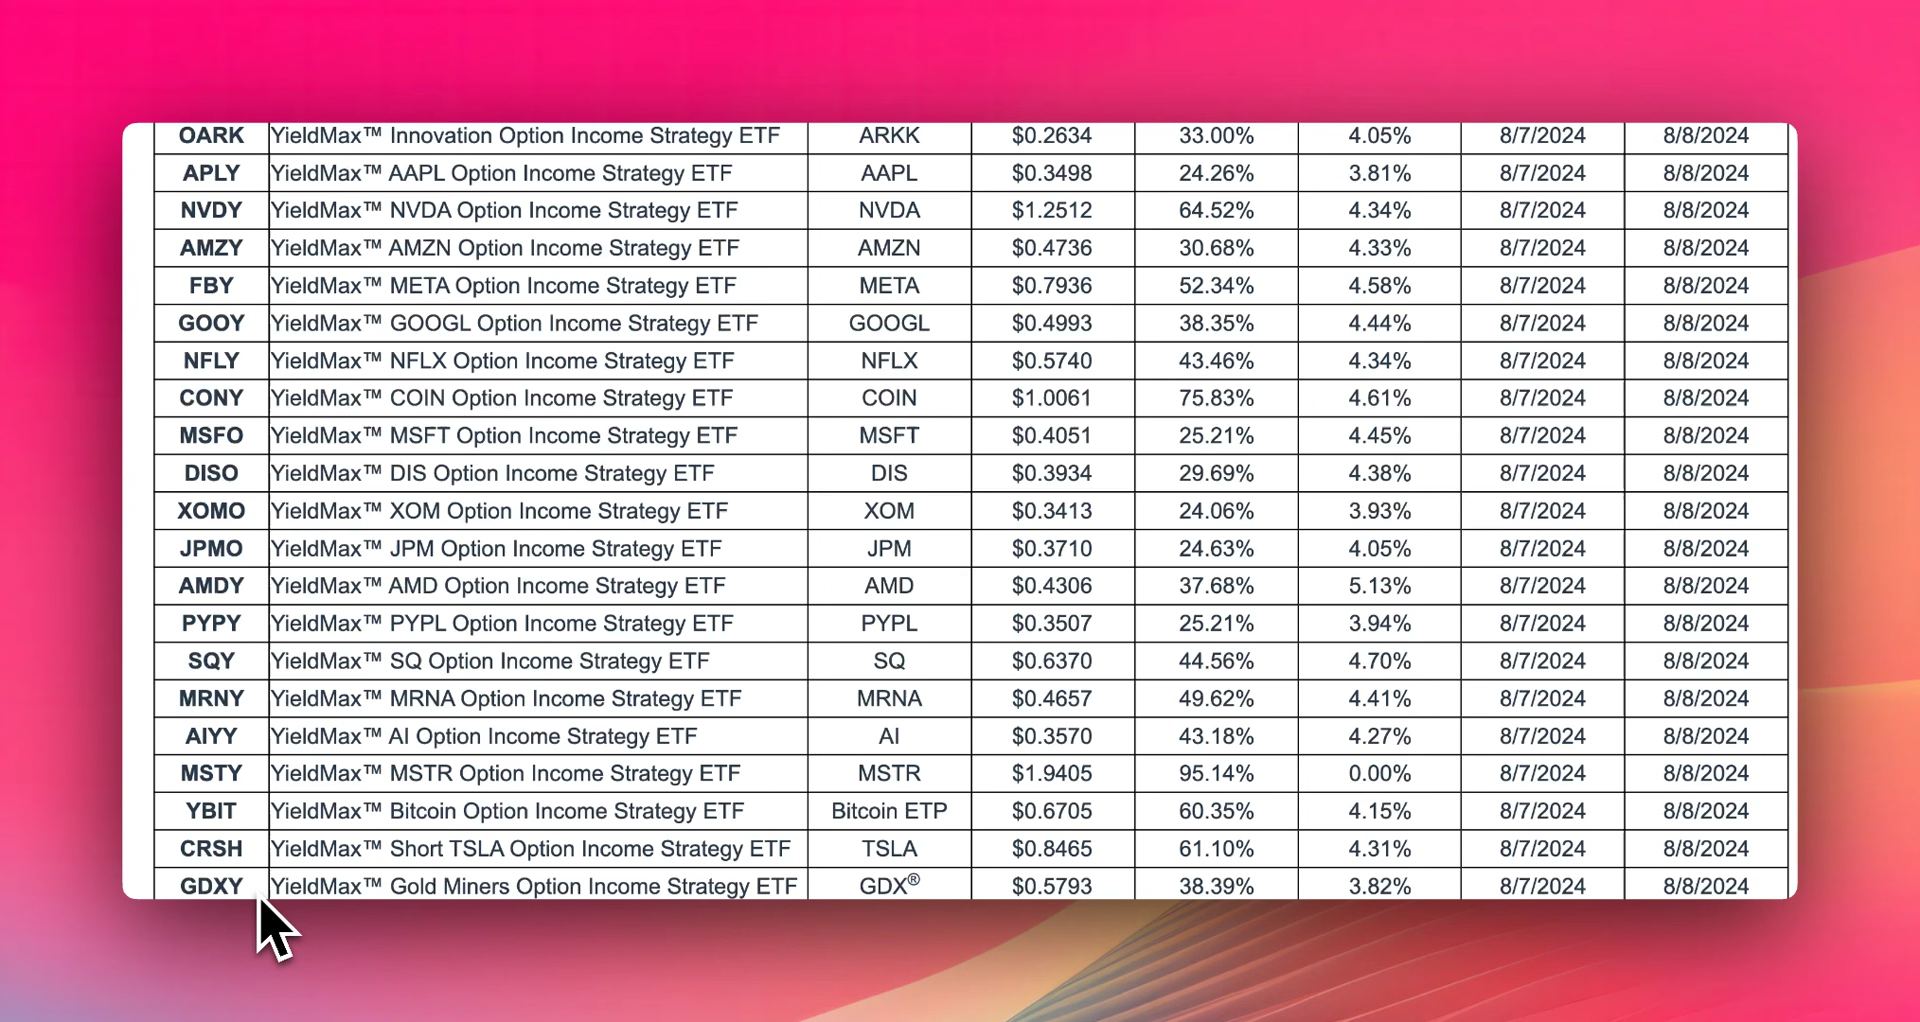 OARK YieldMax™ Innovation Option Income Strategy ETF ARKK $0.2634 33.00% 4.05% 8/7/2024 8/8/2024
APLY YieldMax™ AAPL Option Income Strategy ETF AAPL $0.3498 24.26% 3.81% 8/7/2024 8/8/2024
NVDY YieldMax™ NVDA Option Income Strategy ETF NVDA $1.2512 64.52% 4.34% 8/7/2024 8/8/2024
AMZY YieldMax™ AMZN Option Income Strategy ETF AMZN $0.4736 30.68% 4.33% 8/7/2024 8/8/2024
FBY YieldMax™ META Option Income Strategy ETF META $0.7936 52.34% 4.58% 8/7/2024 8/8/2024
GOOY YieldMax™ GOOGL Option Income Strategy ETF GOOGL $0.4993 38.35% 4.44% 8/7/2024 8/8/2024
NFLY YieldMax™ NFLX Option Income Strategy ETF NFLX $0.5740 43.46% 4.34% 8/7/2024 8/8/2024
CONY YieldMax™ COIN Option Income Strategy ETF COIN $1.0061 75.83% 4.61% 8/7/2024 8/8/2024
MSFO YieldMax™ MSFT Option Income Strategy ETF MSFT $0.4051 25.21% 4.45% 8/7/2024 8/8/2024
DISO YieldMax™ DIS Option Income Strategy ETF DIS $0.3934 29.69% 4.38% 8/7/2024 8/8/2024
XOMO YieldMax™ XOM Option Income Strategy ETF XOM $0.3413 24.06% 3.93% 8/7/2024 8/8/2024
JPMO YieldMax™ JPM Option Income Strategy ETF JPM $0.3710 24.63% 4.05% 8/7/2024 8/8/2024
AMDY YieldMax™ AMD Option Income Strategy ETF AMD $0.4306 37.68% 5.13% 8/7/2024 8/8/2024
PYPY YieldMax™ PYPL Option Income Strategy ETF PYPL $0.3507 25.21% 3.94% 8/7/2024 8/8/2024
SQY YieldMax™ SQ Option Income Strategy ETF SQ $0.6370 44.56% 4.70% 8/7/2024 8/8/2024
MRNY YieldMax™ MRNA Option Income Strategy ETF MRNA $0.4657 49.62% 4.41% 8/7/2024 8/8/2024
AIYY YieldMax™ AI Option Income Strategy ETF AI $0.3570 43.18% 4.27% 8/7/2024 8/8/2024
MSTY YieldMax™ MSTR Option Income Strategy ETF MSTR $1.9405 95.14% 0.00% 8/7/2024 8/8/2024
YBIT YieldMax™ Bitcoin Option Income Strategy ETF Bitcoin ETP $0.6705 60.35% 4.15% 8/7/2024 8/8/2024
CRSH YieldMax™ Short TSLA Option Income Strategy ETF TSLA $0.8465 61.10% 4.31% 8/7/2024 8/8/2024
GDXY YieldMax™ Gold Miners Option Income Strategy ETF GDX® $0.5793 38.39% 3.82% 8/7/2024 8/8/2024